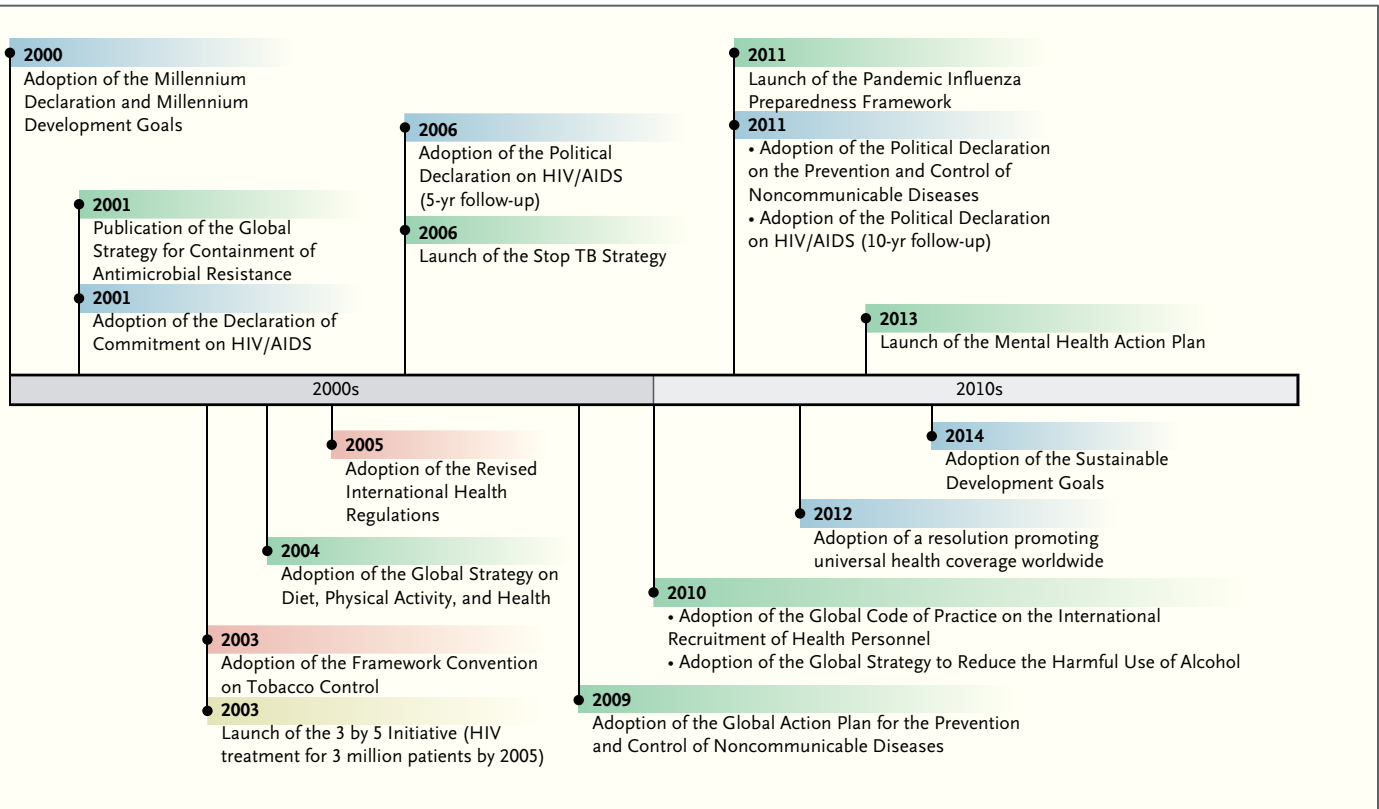 2000
Adoption of the Millennium
Declaration and Millennium
Development Goals
2001
Publication of the Global
Strategy for Containment of
Antimicrobial Resistance
2001
Adoption of the Declaration of
Commitment on HIV/AIDS
2006
Adoption of the Political
Declaration on HIV/AIDS
(5-yr follow-up)
2006
Launch of the Stop TB Strategy
2011
Launch of the Pandemic Influenza
Preparedness Framework
2011
• Adoption of the Political Declaration
on the Prevention and Control of
Noncommunicable Diseases
• Adoption of the Political Declaration
on HIV/AIDS (10-yr follow-up)
2013
Launch of the Mental Health Action Plan
2000s
2010s
2005
Adoption of the Revised
International Health
Regulations
2004
Adoption of the Global Strategy on
Diet, Physical Activity, and Health
2003
Adoption of the Framework Convention
on Tobacco Control
2003
Launch of the 3 by 5 Initiative (HIV
treatment for 3 million patients by 2005)
2014
Adoption of the Sustainable
Development Goals
2012
Adoption of a resolution promoting
universal health coverage worldwide
2010
• Adoption of the Global Code of Practice on the International
Recruitment of Health Personnel
• Adoption of the Global Strategy to Reduce the Harmful Use of Alcohol
2009
Adoption of the Global Action Plan for the Prevention
and Control of Noncommunicable Diseases